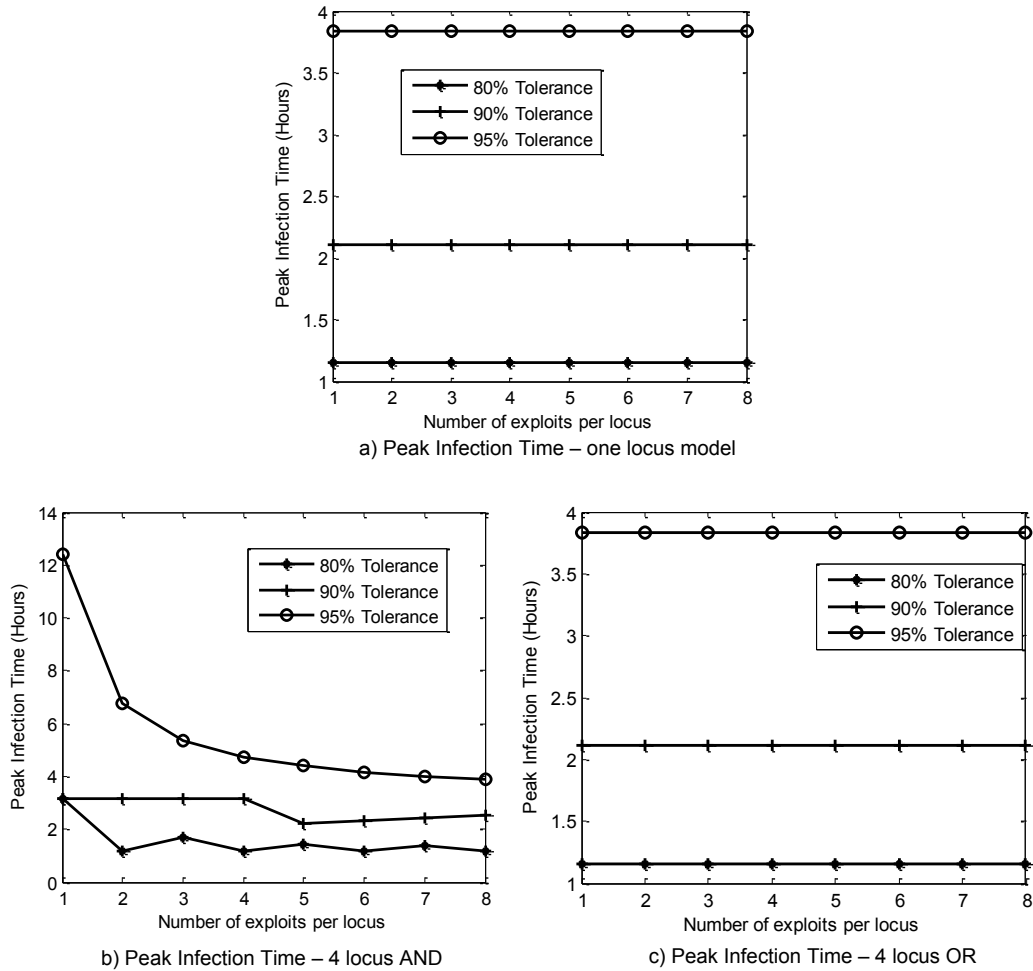 4
3.5
3
2.5
2
1.5
1
Peak Infection Time (Hours)
80% Tolerance
90% Tolerance
95% Tolerance
1 2 3 4 5 6 7 8
Number of exploits per locus
a) Peak Infection Time – one locus model
14
12
10
8
6
4
2
0
Peak Infection Time (Hours)
80% Tolerance
90% Tolerance
95% Tolerance
1 2 3 4 5 6 7 8
Number of exploits per locus
b) Peak Infection Time – 4 locus AND
4
3.5
3
2.5
2
1.5
1
Peak Infection Time (Hours)
80% Tolerance
90% Tolerance
95% Tolerance
1 2 3 4 5 6 7 8
Number of exploits per locus
c) Peak Infection Time – 4 locus OR